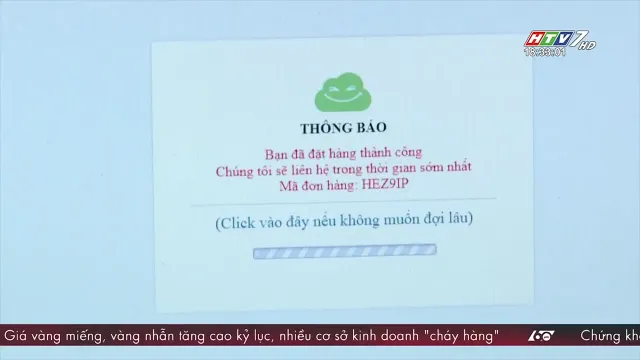 HTV7 HD
18:33:01
THÔNG BÁO
Bạn đã đặt hàng thành công
Chúng tôi sẽ liên hệ trong thời gian sớm nhất
Mã đơn hàng: HEZ9IP
(Click vào đây nếu không muốn đợi lâu)
Giá vàng miếng, vàng nhẫn tăng cao kỷ lục, nhiều cơ sở kinh doanh "cháy hàng" 60 Chứng kh